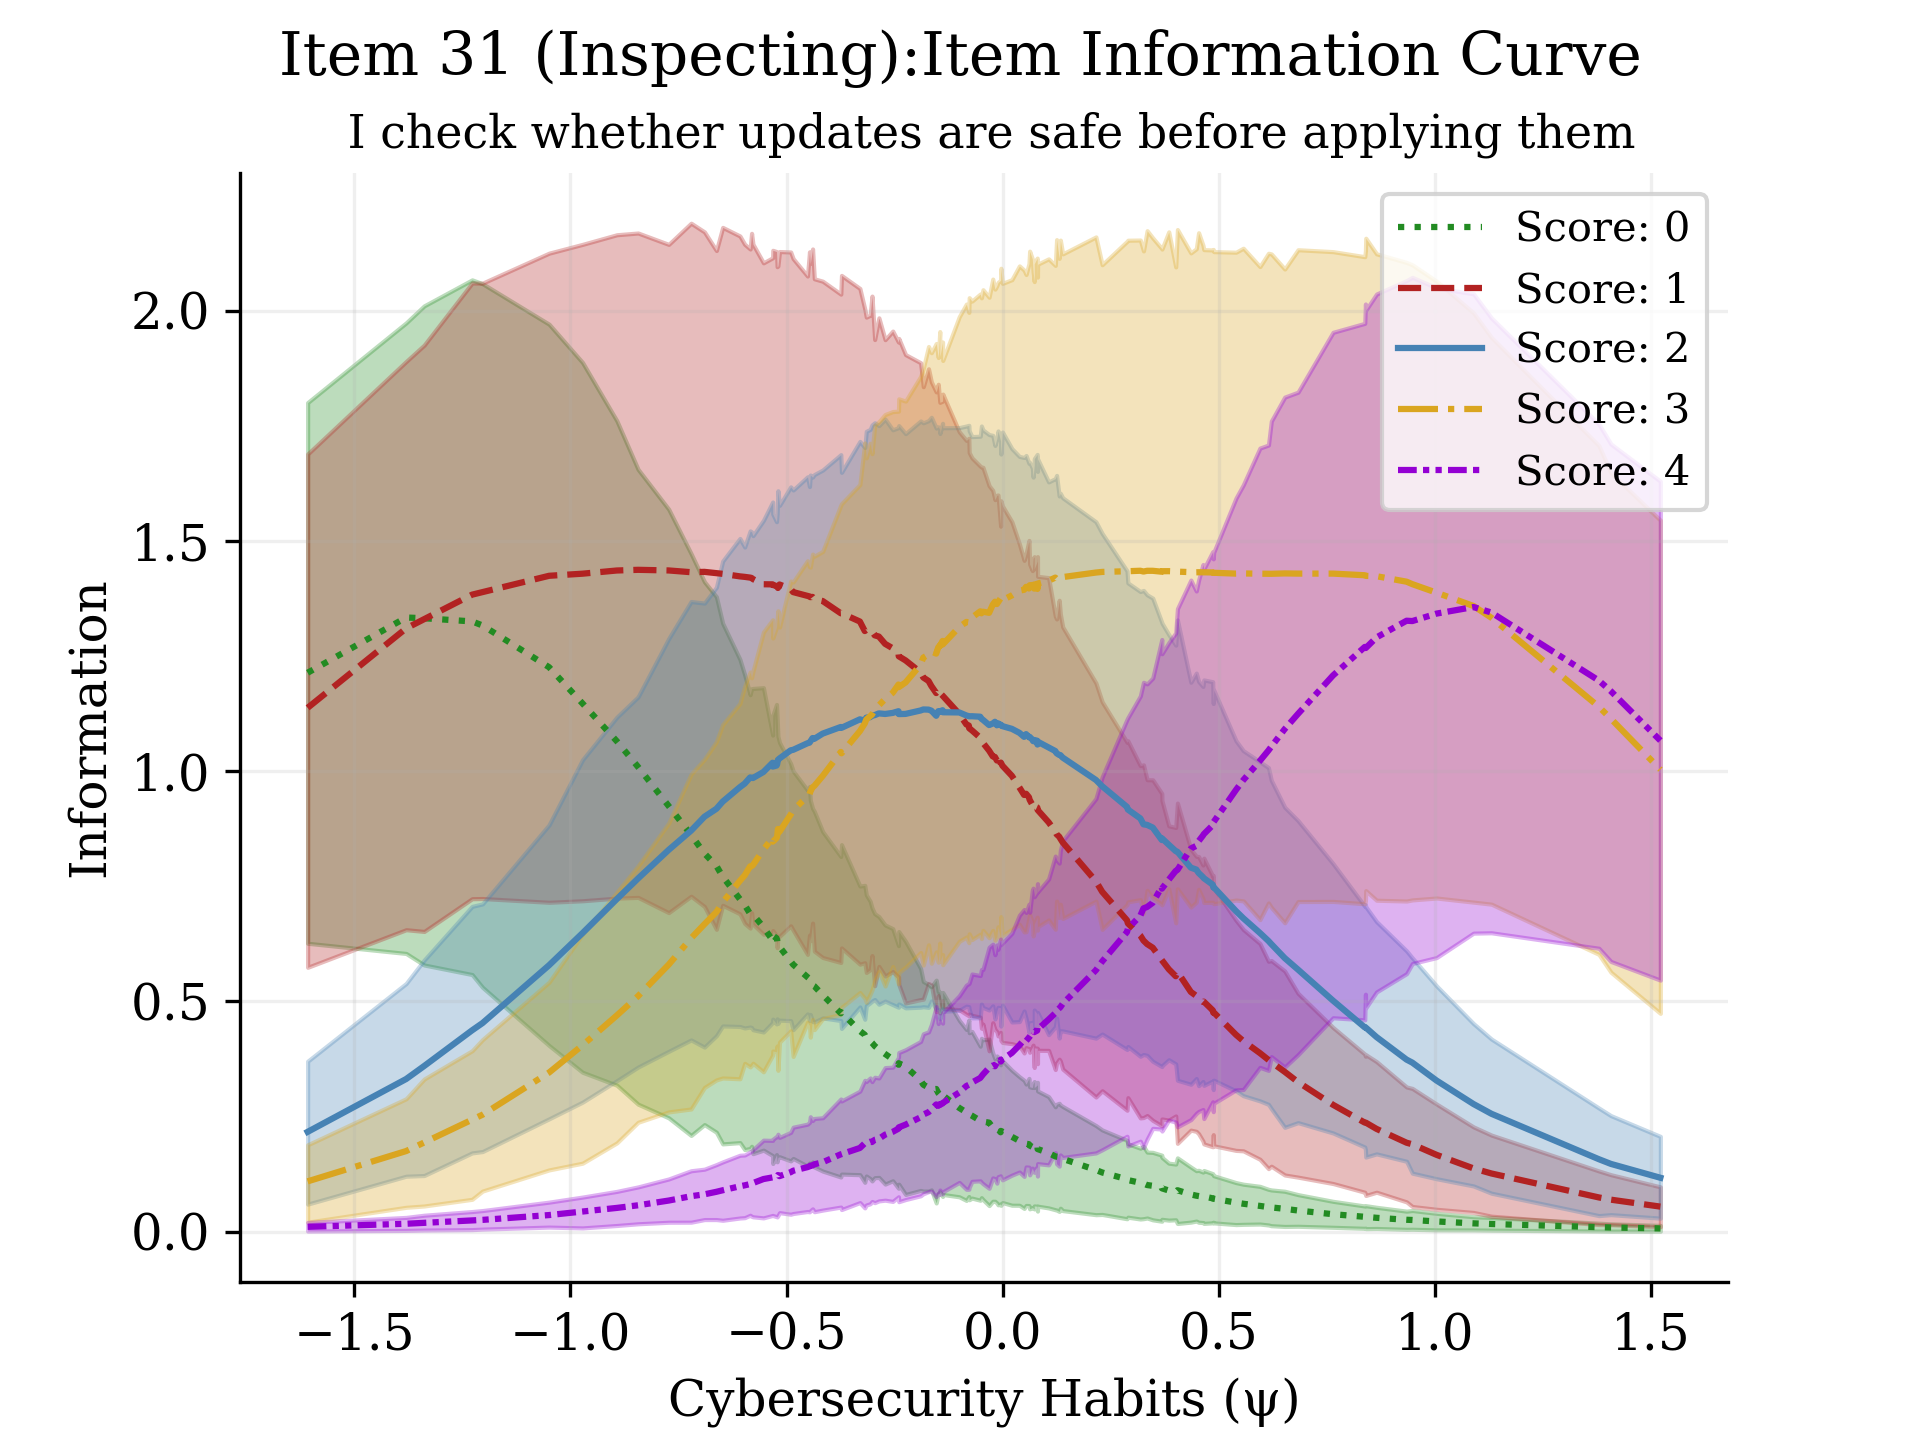 Item 31 (Inspecting):Item Information Curve
I check whether updates are safe before applying them
Score: 0
Score: 1
Score: 2
Score: 3
Score: 4
Information
2.0
1.5
1.0
0.5
0.0
−1.5 −1.0 −0.5 0.0 0.5 1.0 1.5
Cybersecurity Habits (ψ)